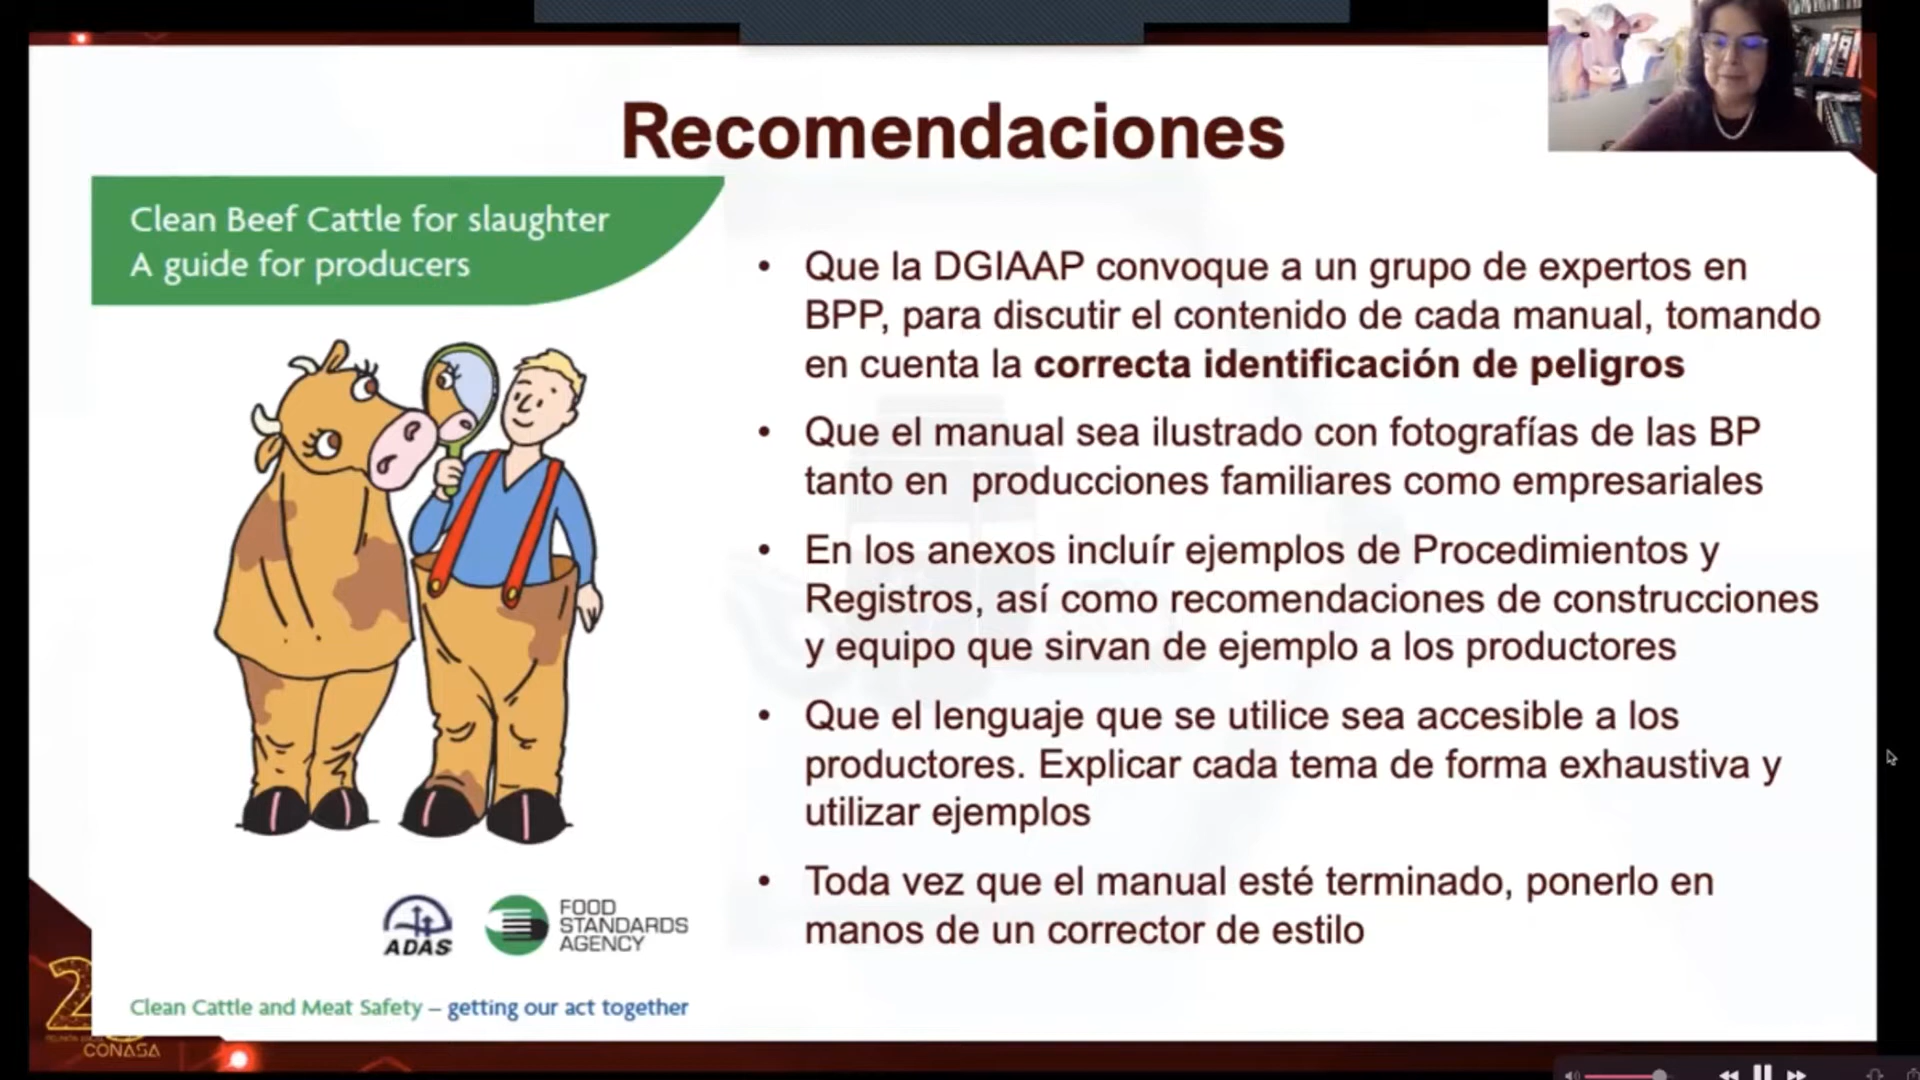 Recomendaciones
Clean Beef Cattle for slaughter
A guide for producers
• Que la DGIAAP convoque a un grupo de expertos en
BPP, para discutir el contenido de cada manual, tomando
en cuenta la correcta identificación de peligros
• Que el manual sea ilustrado con fotografías de las BP
tanto en producciones familiares como empresariales
• En los anexos incluír ejemplos de Procedimientos y
Registros, así como recomendaciones de construcciones
y equipo que sirvan de ejemplo a los productores
• Que el lenguaje que se utilice sea accesible a los
productores. Explicar cada tema de forma exhaustiva y
utilizar ejemplos
• Toda vez que el manual esté terminado, ponerlo en
manos de un corrector de estilo
ADAS
FOOD
STANDARDS
AGENCY
Clean Cattle and Meat Safety – getting our act together
CONASA